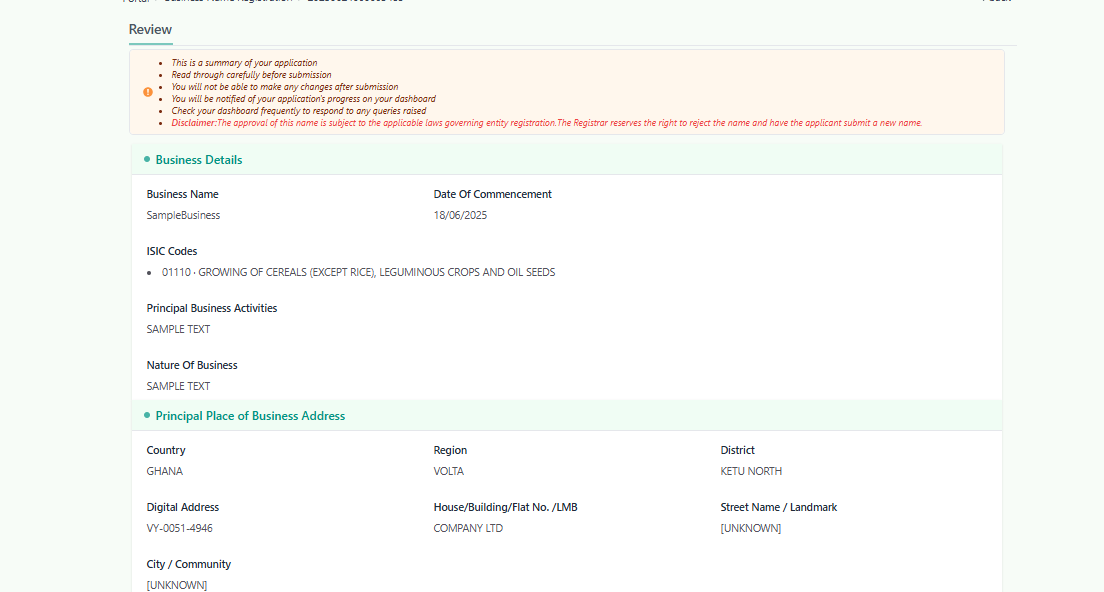 Review
This is a summary of your application
Read through carefully before submission
You will not be able to make any changes after submission
You will be notified of your application's progress on your dashboard
Check your dashboard frequently to respond to any queries raised
Disclaimer:The approval of this name is subject to the applicable laws governing entity registration.The Registrar reserves the right to reject the name and have the applicant submit a new name.
Business Details
Business Name Date Of Commencement
SampleBusiness 18/06/2025
ISIC Codes
01110 · GROWING OF CEREALS (EXCEPT RICE), LEGUMINOUS CROPS AND OIL SEEDS
Principal Business Activities
SAMPLE TEXT
Nature Of Business
SAMPLE TEXT
Principal Place of Business Address
Country Region District
GHANA VOLTA KETU NORTH
Digital Address House/Building/Flat No. /LMB Street Name / Landmark
VY-0051-4946 COMPANY LTD [UNKNOWN]
City / Community
[UNKNOWN]